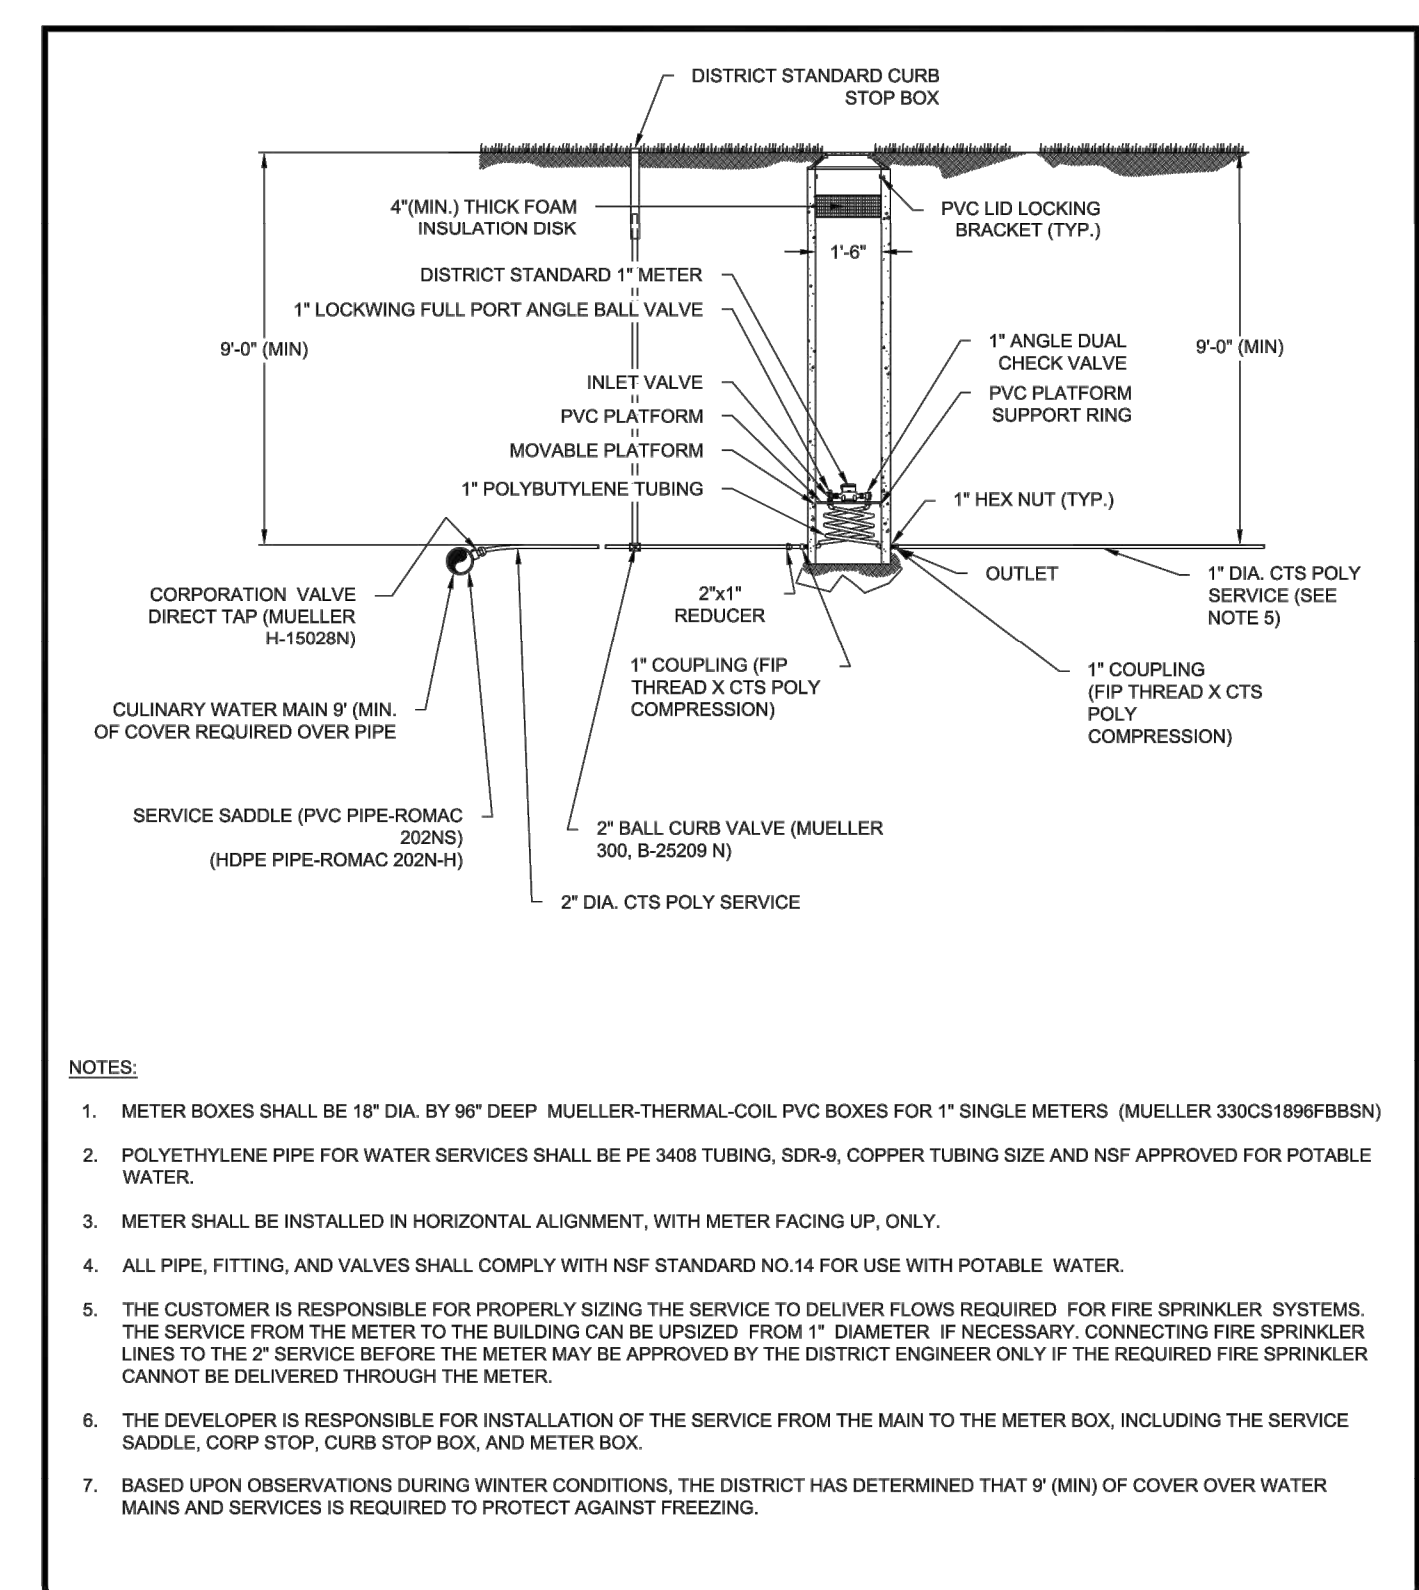 DISTRICT STANDARD CURB
STOP BOX
4"(MIN.) THICK FOAM
INSULATION DISK
PVC LID LOCKING
BRACKET (TYP.)
1'-6"
DISTRICT STANDARD 1" METER
1" LOCKWING FULL PORT ANGLE BALL VALVE
9'-0" (MIN)
1" ANGLE DUAL
CHECK VALVE
9'-0" (MIN)
INLET VALVE
PVC PLATFORM
SUPPORT RING
PVC PLATFORM
MOVABLE PLATFORM
1" POLYBUTYLENE TUBING
1" HEX NUT (TYP.)
OUTLET
1" DIA. CTS POLY
SERVICE (SEE
NOTE 5)
CORPORATION VALVE
DIRECT TAP (MUELLER
H-15028N)
2"x1"
REDUCER
1" COUPLING (FIP
THREAD X CTS POLY
COMPRESSION)
1" COUPLING
(FIP THREAD X CTS
POLY
COMPRESSION)
CULINARY WATER MAIN 9' (MIN.
OF COVER REQUIRED OVER PIPE
SERVICE SADDLE (PVC PIPE-ROMAC
202NS)
(HDPE PIPE-ROMAC 202N-H)
2" BALL CURB VALVE (MUELLER
300, B-25209 N)
2" DIA. CTS POLY SERVICE
NOTES:
1. METER BOXES SHALL BE 18" DIA. BY 96" DEEP MUELLER-THERMAL-COIL PVC BOXES FOR 1" SINGLE METERS (MUELLER 330CS1896FBBSN)
2. POLYETHYLENE PIPE FOR WATER SERVICES SHALL BE PE 3408 TUBING, SDR-9, COPPER TUBING SIZE AND NSF APPROVED FOR POTABLE
WATER.
3. METER SHALL BE INSTALLED IN HORIZONTAL ALIGNMENT, WITH METER FACING UP, ONLY.
4. ALL PIPE, FITTING, AND VALVES SHALL COMPLY WITH NSF STANDARD NO.14 FOR USE WITH POTABLE WATER.
5. THE CUSTOMER IS RESPONSIBLE FOR PROPERLY SIZING THE SERVICE TO DELIVER FLOWS REQUIRED FOR FIRE SPRINKLER SYSTEMS.
THE SERVICE FROM THE METER TO THE BUILDING CAN BE UPSIZED FROM 1" DIAMETER IF NECESSARY. CONNECTING FIRE SPRINKLER
LINES TO THE 2" SERVICE BEFORE THE METER MAY BE APPROVED BY THE DISTRICT ENGINEER ONLY IF THE REQUIRED FIRE SPRINKLER
CANNOT BE DELIVERED THROUGH THE METER.
6. THE DEVELOPER IS RESPONSIBLE FOR INSTALLATION OF THE SERVICE FROM THE MAIN TO THE METER BOX, INCLUDING THE SERVICE
SADDLE, CORP STOP, CURB STOP BOX, AND METER BOX.
7. BASED UPON OBSERVATIONS DURING WINTER CONDITIONS, THE DISTRICT HAS DETERMINED THAT 9' (MIN) OF COVER OVER WATER
MAINS AND SERVICES IS REQUIRED TO PROTECT AGAINST FREEZING.